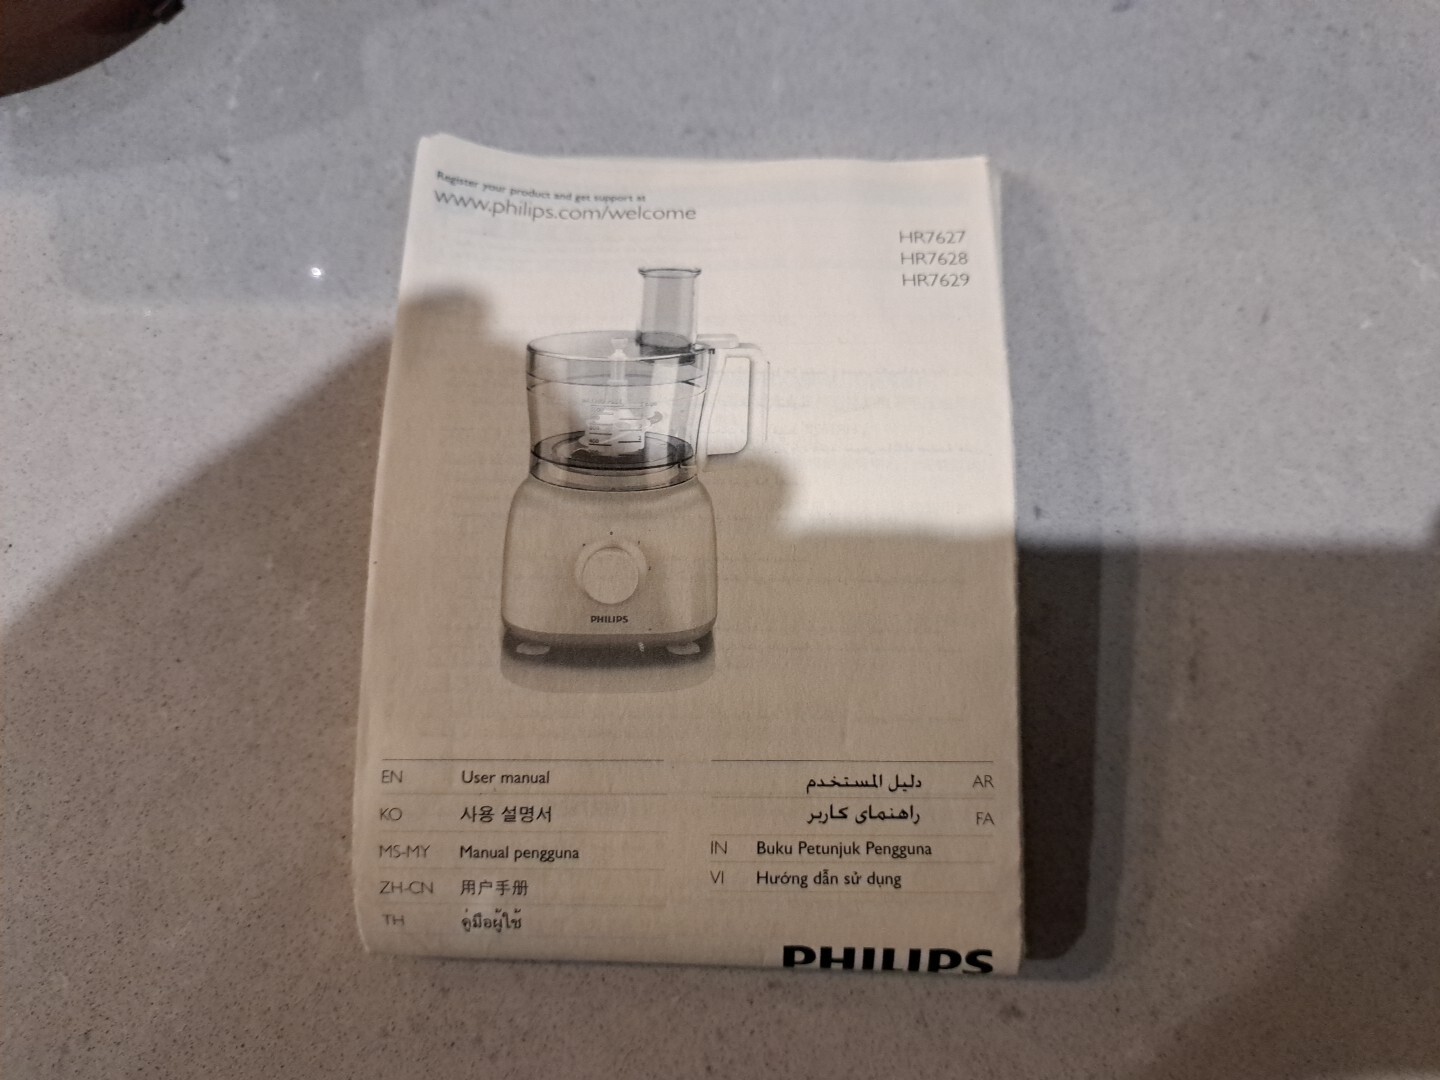 Register your product and get support at
www.philips.com/welcome
HR7627
HR7628
HR7629
PHILIPS
EN User manual
KO 사용 설명서
MS-MY Manual pengguna
ZH-CN 用户手册
TH คู่มือผู้ใช้
دليل المستخدم AR
راهنمای کاربر FA
IN Buku Petunjuk Pengguna
VI Hướng dẫn sử dụng
PHILIPS